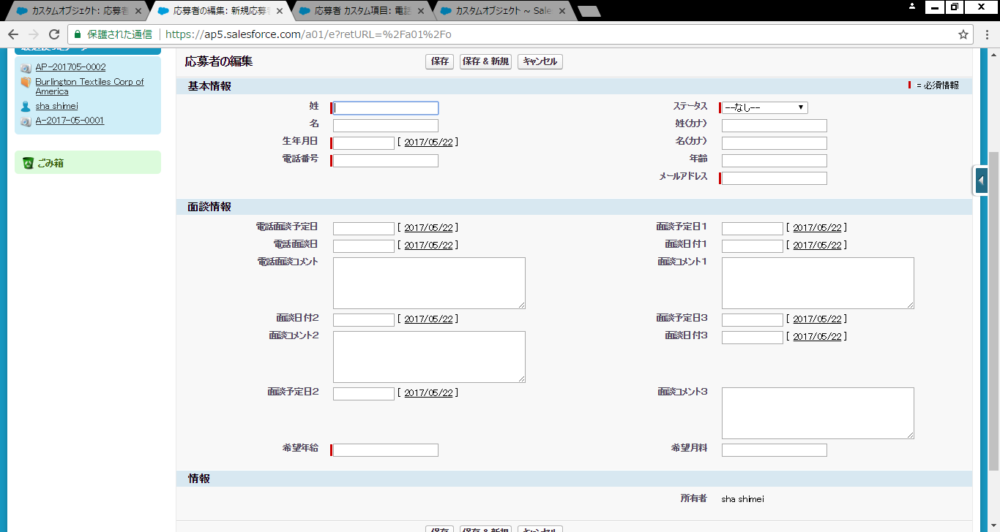 カスタムオブジェクト: 応募者
応募者の編集: 新規応募
応募者 カスタム項目: 電話
カスタムオブジェクト ~ Sale
保護された通信
https://ap5.salesforce.com/a01/e?retURL=%2Fa01%2Fo
AP-201705-0002
Burlington Textiles Corp of
America
sha shimei
A-2017-05-0001
ごみ箱
応募者の編集 保存 保存 & 新規 キャンセル
基本情報 = 必須情報
姓 ステータス --なし--
名 姓(カナ)
生年月日 [ 2017/05/22 ] 名(カナ)
電話番号 年齢
メールアドレス
面談情報
電話面談予定日 [ 2017/05/22 ] 面談予定日1 [ 2017/05/22 ]
電話面談日 [ 2017/05/22 ] 面談日付1 [ 2017/05/22 ]
電話面談コメント 面談コメント1
面談日付2 [ 2017/05/22 ] 面談予定日3 [ 2017/05/22 ]
面談コメント2 面談日付3 [ 2017/05/22 ]
面談予定日2 [ 2017/05/22 ] 面談コメント3
希望年給 希望月料
情報
所有者 sha shimei
保存 保存 & 新規 キャンセル